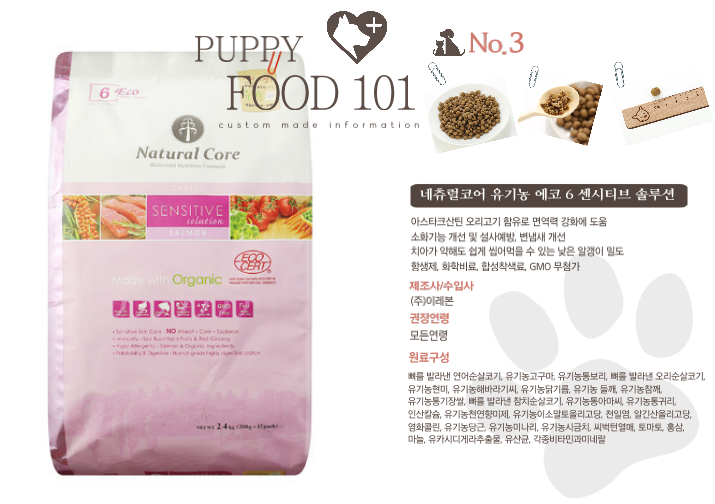 PUPPY
FOOD 101
custom made information
No.3
6 Eco
Natural Core
SENSITIVE
solution
SALMON
ECO
CERT
Made with Organic
NET WT 2.4 kg (200g × 12pack)
네츄럴코어 유기농 에코 6 센시티브 솔루션
아스타크산틴 오리고기 함유로 면역력 강화에 도움
소화기능 개선 및 설사예방, 변냄새 개선
치아가 약해도 쉽게 씹어먹을 수 있는 낮은 알갱이 밀도
항생제, 화학비료, 합성착색료, GMO 무첨가
제조사/수입사
(주)이레본
권장연령
모든연령
원료구성
뼈를 발라낸 연어순살코기, 유기농고구마, 유기농통보리, 뼈를 발라낸 오리순살코기,
유기농현미, 유기농해바라기씨, 유기농닭기름, 유기농 들깨, 유기농참깨,
유기농통기장쌀, 뼈를 발라낸 참치순살코기, 유기농통아마씨, 유기농통귀리,
인산칼슘, 유기농천연향미제, 유기농이소말토올리고당, 천일염, 알긴산올리고당,
염화콜린, 유기농당근, 유기농미나리, 유기농시금치, 씨벅턴열매, 토마토, 홍삼,
마늘, 유카시디게라추출물, 유산균, 각종비타민과미네랄